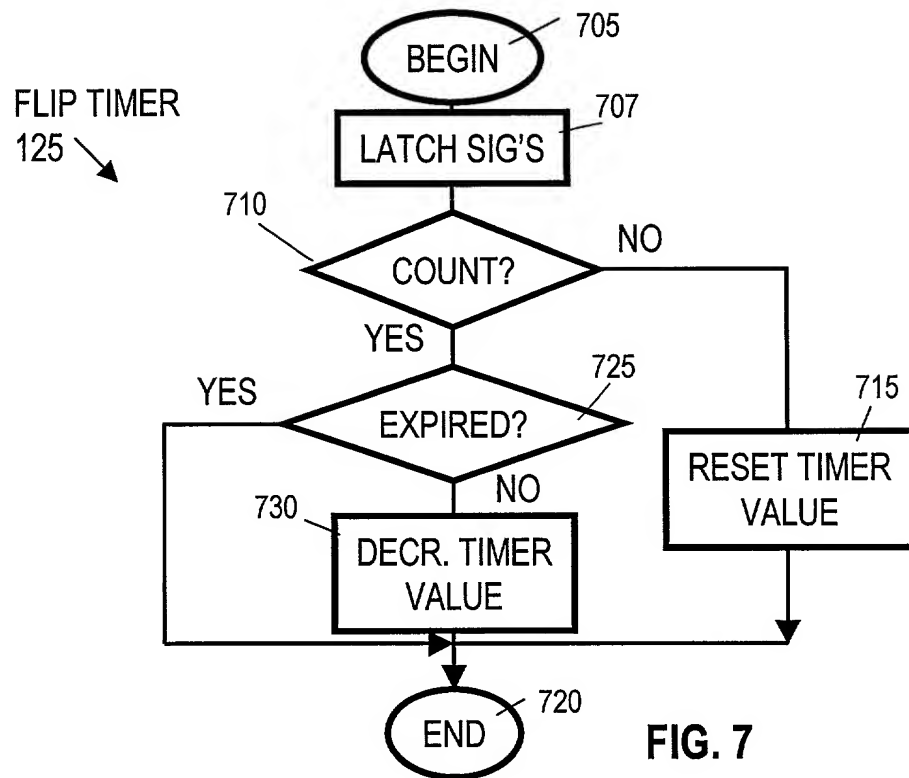 705
BEGIN
FLIP TIMER
125
707
LATCH SIG'S
710
NO
COUNT?
YES
YES
725
EXPIRED?
715
RESET TIMER
VALUE
NO
730
DECR. TIMER
VALUE
720
END
FIG. 7